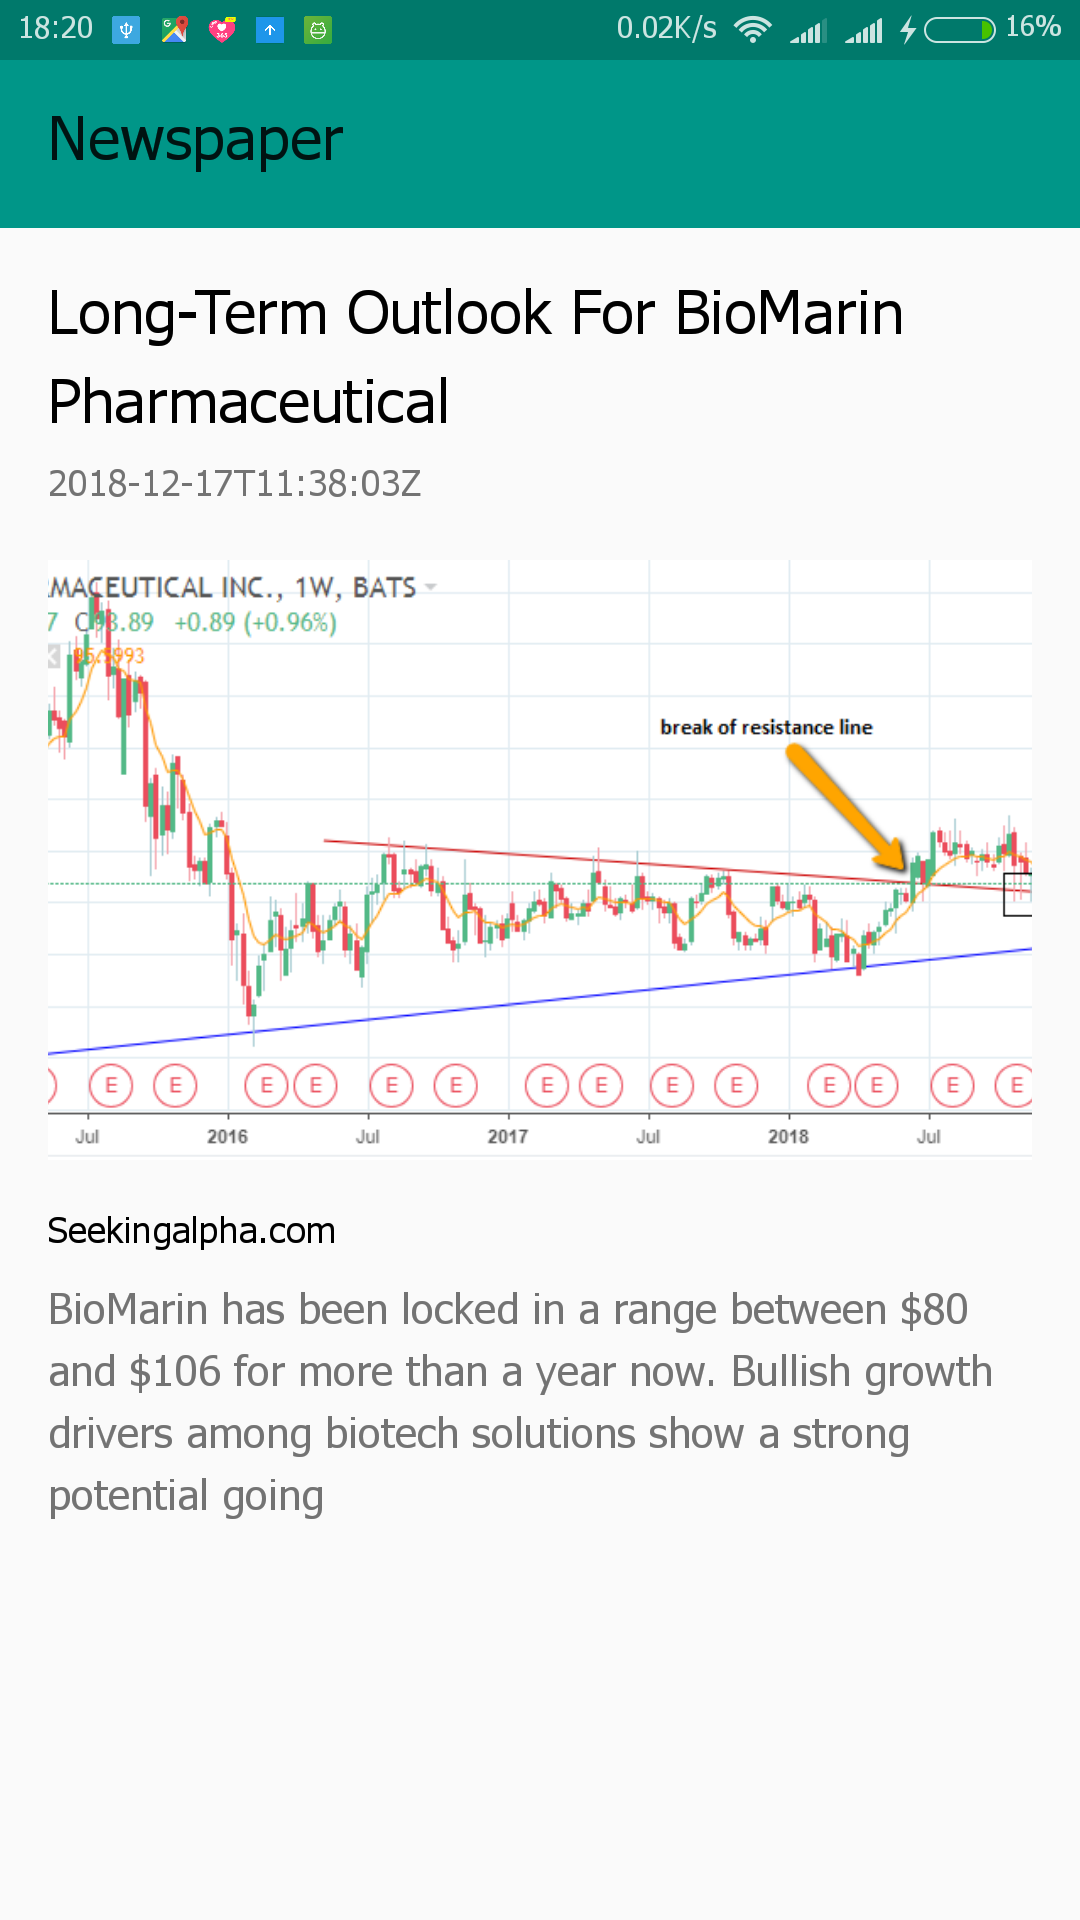 18:20 0.02K/s 16%
Newspaper
Long-Term Outlook For BioMarin
Pharmaceutical
2018-12-17T11:38:03Z
MACEUTICAL INC., 1W, BATS
7 C93.89 +0.89 (+0.96%)
break of resistance line
E E E E E E E E E E E E E E
Jul 2016 Jul 2017 Jul 2018 Jul
Seekingalpha.com
BioMarin has been locked in a range between $80
and $106 for more than a year now. Bullish growth
drivers among biotech solutions show a strong
potential going